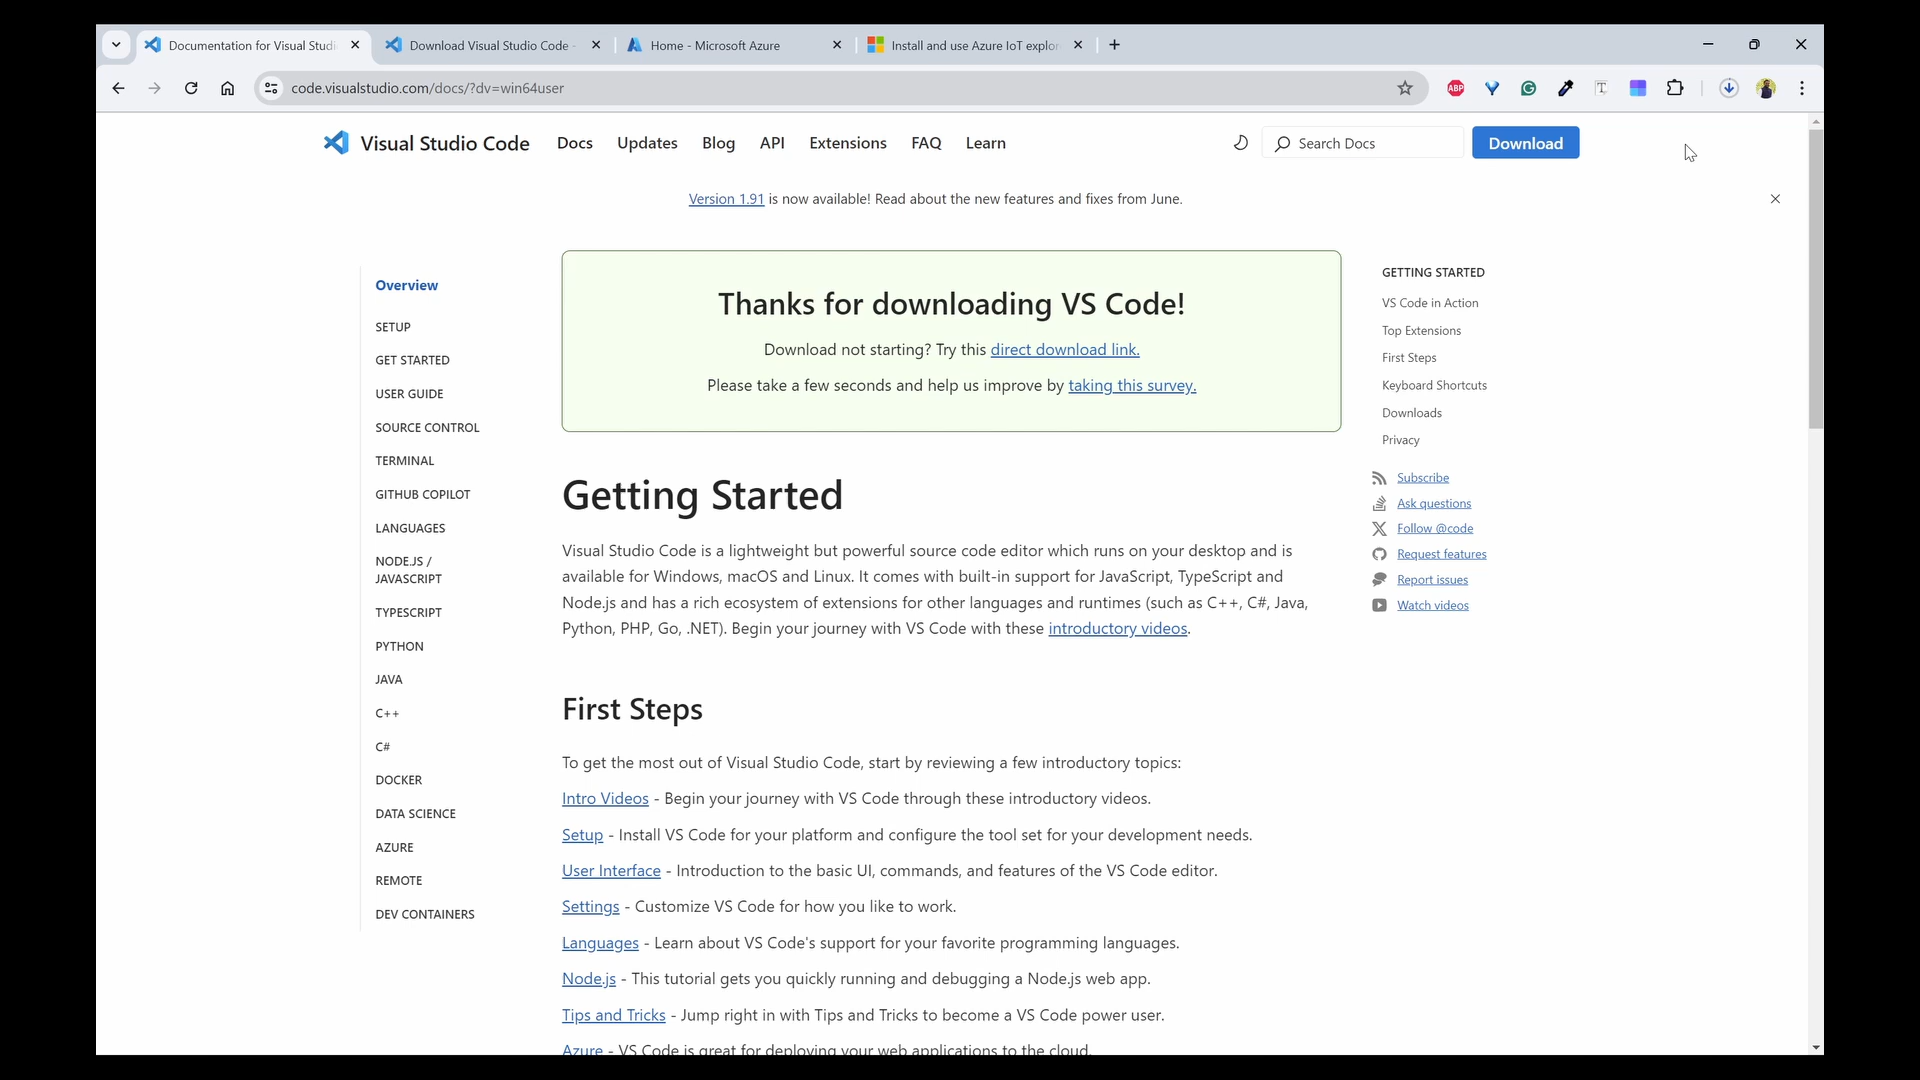 Documentation for Visual Studi
Download Visual Studio Code -
Home - Microsoft Azure
Install and use Azure IoT explor
code.visualstudio.com/docs/?dv=win64user
ABP
Visual Studio Code
Docs
Updates
Blog
API
Extensions
FAQ
Learn
Search Docs
Download
Version 1.91 is now available! Read about the new features and fixes from June.
Overview
SETUP
GET STARTED
USER GUIDE
SOURCE CONTROL
TERMINAL
GITHUB COPILOT
LANGUAGES
NODE.JS /
JAVASCRIPT
TYPESCRIPT
PYTHON
JAVA
C++
C#
DOCKER
DATA SCIENCE
AZURE
REMOTE
DEV CONTAINERS
Thanks for downloading VS Code!
Download not starting? Try this direct download link.
Please take a few seconds and help us improve by taking this survey.
Getting Started
Visual Studio Code is a lightweight but powerful source code editor which runs on your desktop and is
available for Windows, macOS and Linux. It comes with built-in support for JavaScript, TypeScript and
Node.js and has a rich ecosystem of extensions for other languages and runtimes (such as C++, C#, Java,
Python, PHP, Go, .NET). Begin your journey with VS Code with these introductory videos.
First Steps
To get the most out of Visual Studio Code, start by reviewing a few introductory topics:
Intro Videos - Begin your journey with VS Code through these introductory videos.
Setup - Install VS Code for your platform and configure the tool set for your development needs.
User Interface - Introduction to the basic UI, commands, and features of the VS Code editor.
Settings - Customize VS Code for how you like to work.
Languages - Learn about VS Code's support for your favorite programming languages.
Node.js - This tutorial gets you quickly running and debugging a Node.js web app.
Tips and Tricks - Jump right in with Tips and Tricks to become a VS Code power user.
Azure - VS Code is great for deploying your web applications to the cloud.
GETTING STARTED
VS Code in Action
Top Extensions
First Steps
Keyboard Shortcuts
Downloads
Privacy
Subscribe
Ask questions
Follow @code
Request features
Report issues
Watch videos